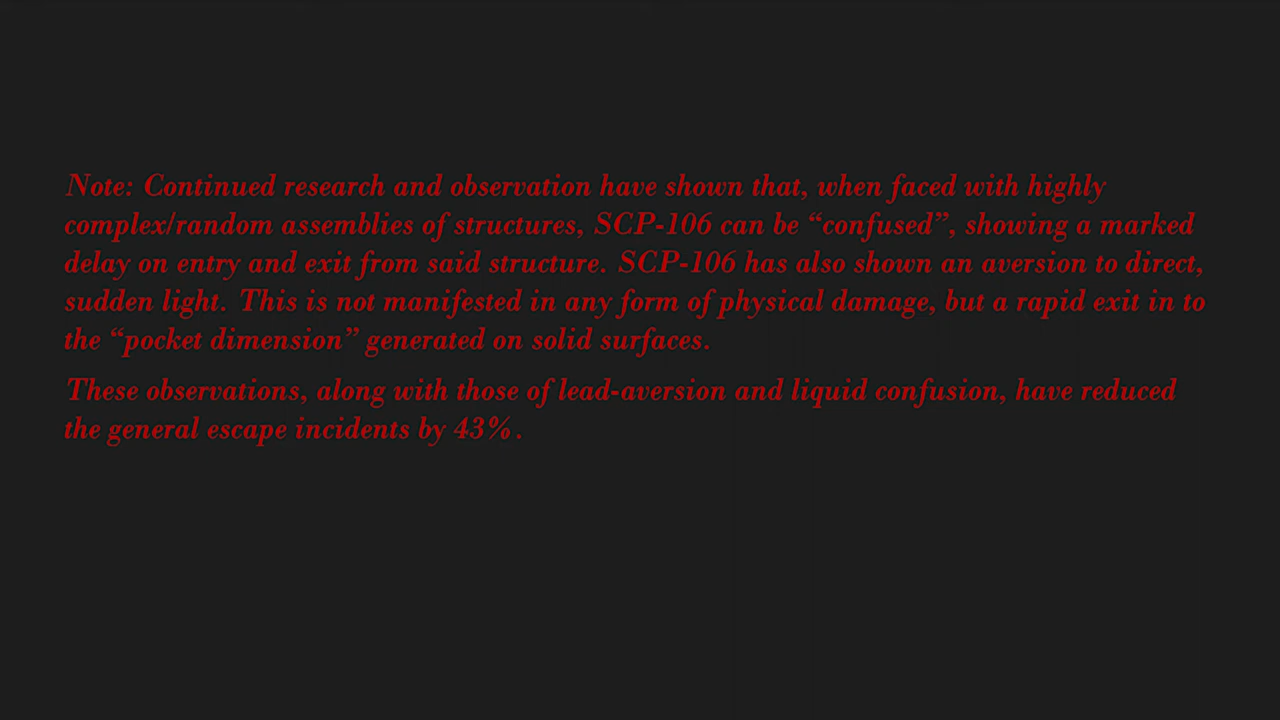 Note: Continued research and observation have shown that, when faced with highly
complex/random assemblies of structures, SCP-106 can be “confused”, showing a marked
delay on entry and exit from said structure. SCP-106 has also shown an aversion to direct,
sudden light. This is not manifested in any form of physical damage, but a rapid exit in to
the “pocket dimension” generated on solid surfaces.
These observations, along with those of lead-aversion and liquid confusion, have reduced
the general escape incidents by 43%.